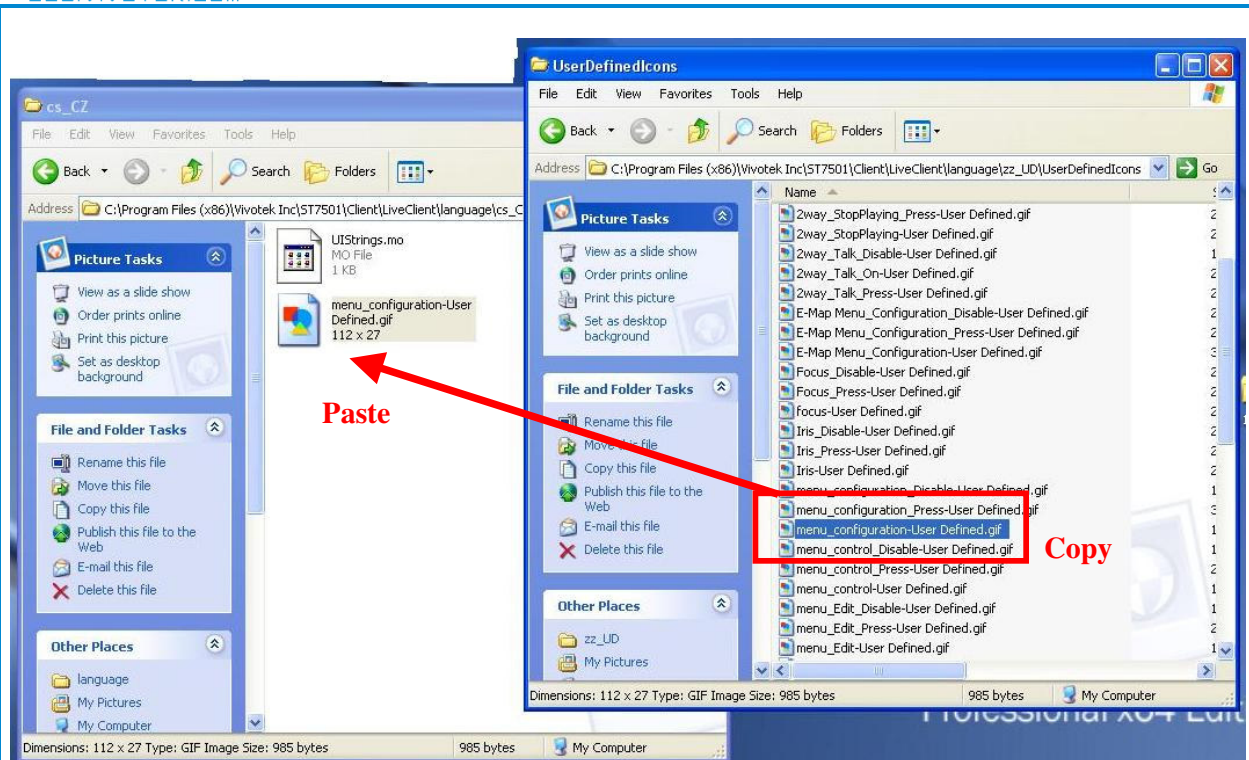 UserDefinedIcons
File Edit View Favorites Tools Help
Back Search Folders
Address C:\Program Files (x86)\Vivotek Inc\ST7501\Client\LiveClient\language\zz_UD\UserDefinedIcons Go
Picture Tasks
View as a slide show
Order prints online
Print this picture
Set as desktop
background
File and Folder Tasks
Rename this file
Move this file
Copy this file
Publish this file to the
Web
E-mail this file
Delete this file
Other Places
zz_UD
My Pictures
Name
2way_StopPlaying_Press-User Defined.gif
2way_StopPlaying-User Defined.gif
2way_Talk_Disable-User Defined.gif
2way_Talk_On-User Defined.gif
2way_Talk_Press-User Defined.gif
E-Map Menu_Configuration_Disable-User Defined.gif
E-Map Menu_Configuration_Press-User Defined.gif
E-Map Menu_Configuration-User Defined.gif
Focus_Disable-User Defined.gif
Focus_Press-User Defined.gif
focus-User Defined.gif
Iris_Disable-User Defined.gif
Iris_Press-User Defined.gif
Iris-User Defined.gif
menu_configuration_Disable-User Defined.gif
menu_configuration_Press-User Defined.gif
menu_configuration-User Defined.gif
menu_control_Disable-User Defined.gif
menu_control_Press-User Defined.gif
menu_control-User Defined.gif
menu_Edit_Disable-User Defined.gif
menu_Edit_Press-User Defined.gif
menu_Edit-User Defined.gif
Copy
Dimensions: 112 x 27 Type: GIF Image Size: 985 bytes 985 bytes My Computer
cs_CZ
File Edit View Favorites Tools Help
Back Search Folders
Address C:\Program Files (x86)\Vivotek Inc\ST7501\Client\LiveClient\language\cs_C
Picture Tasks
View as a slide show
Order prints online
Print this picture
Set as desktop
background
File and Folder Tasks
Rename this file
Move this file
Copy this file
Publish this file to the
Web
E-mail this file
Delete this file
Other Places
language
My Pictures
My Computer
UIStrings.mo
MO File
1 KB
menu_configuration-User
Defined.gif
112 x 27
Paste
Dimensions: 112 x 27 Type: GIF Image Size: 985 bytes 985 bytes My Computer